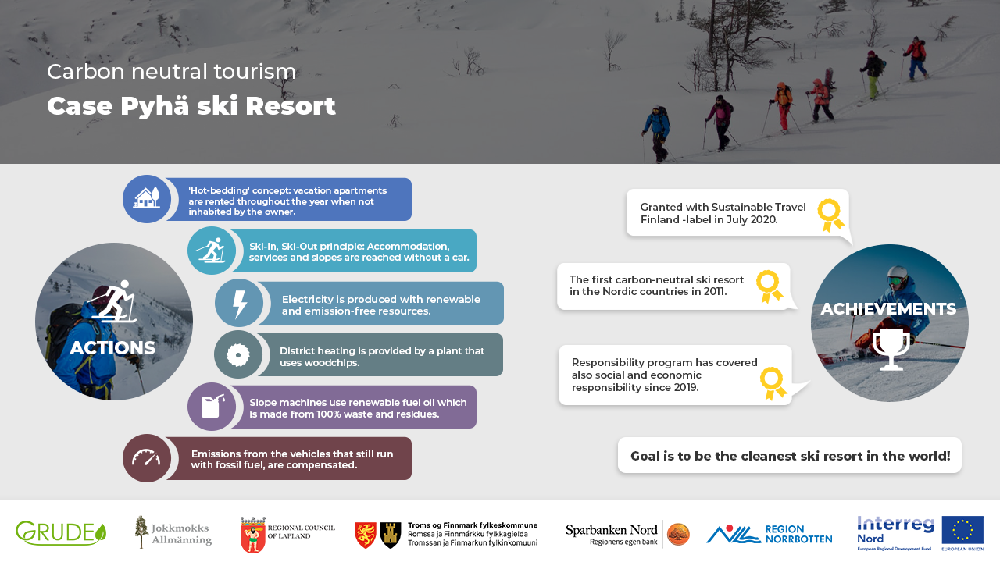 Carbon neutral tourism
Case Pyhä ski Resort
'Hot-bedding' concept: vacation apartments
are rented throughout the year when not
inhabited by the owner.
Ski-In, Ski-Out principle: Accommodation,
services and slopes are reached without a car.
Electricity is produced with renewable
and emission-free resources.
District heating is provided by a plant that
uses woodchips.
Slope machines use renewable fuel oil which
is made from 100% waste and residues.
Emissions from the vehicles that still run
with fossil fuel, are compensated.
ACTIONS
Granted with Sustainable Travel
Finland -label in July 2020.
The first carbon-neutral ski resort
in the Nordic countries in 2011.
Responsibility program has covered
also social and economic
responsibility since 2019.
ACHIEVEMENTS
Goal is to be the cleanest ski resort in the world!
GRUDE
Jokkmokks
Allmänning
REGIONAL COUNCIL
OF LAPLAND
Troms og Finnmark fylkeskommune
Romssa ja Finnmárkku fylkkagielda
Tromssan ja Finmarkun fylkinkomuuni
Sparbanken Nord
Regionens egen bank
REGION
NORRBOTTEN
Interreg
Nord
European Regional Development Fund
EUROPEAN UNION